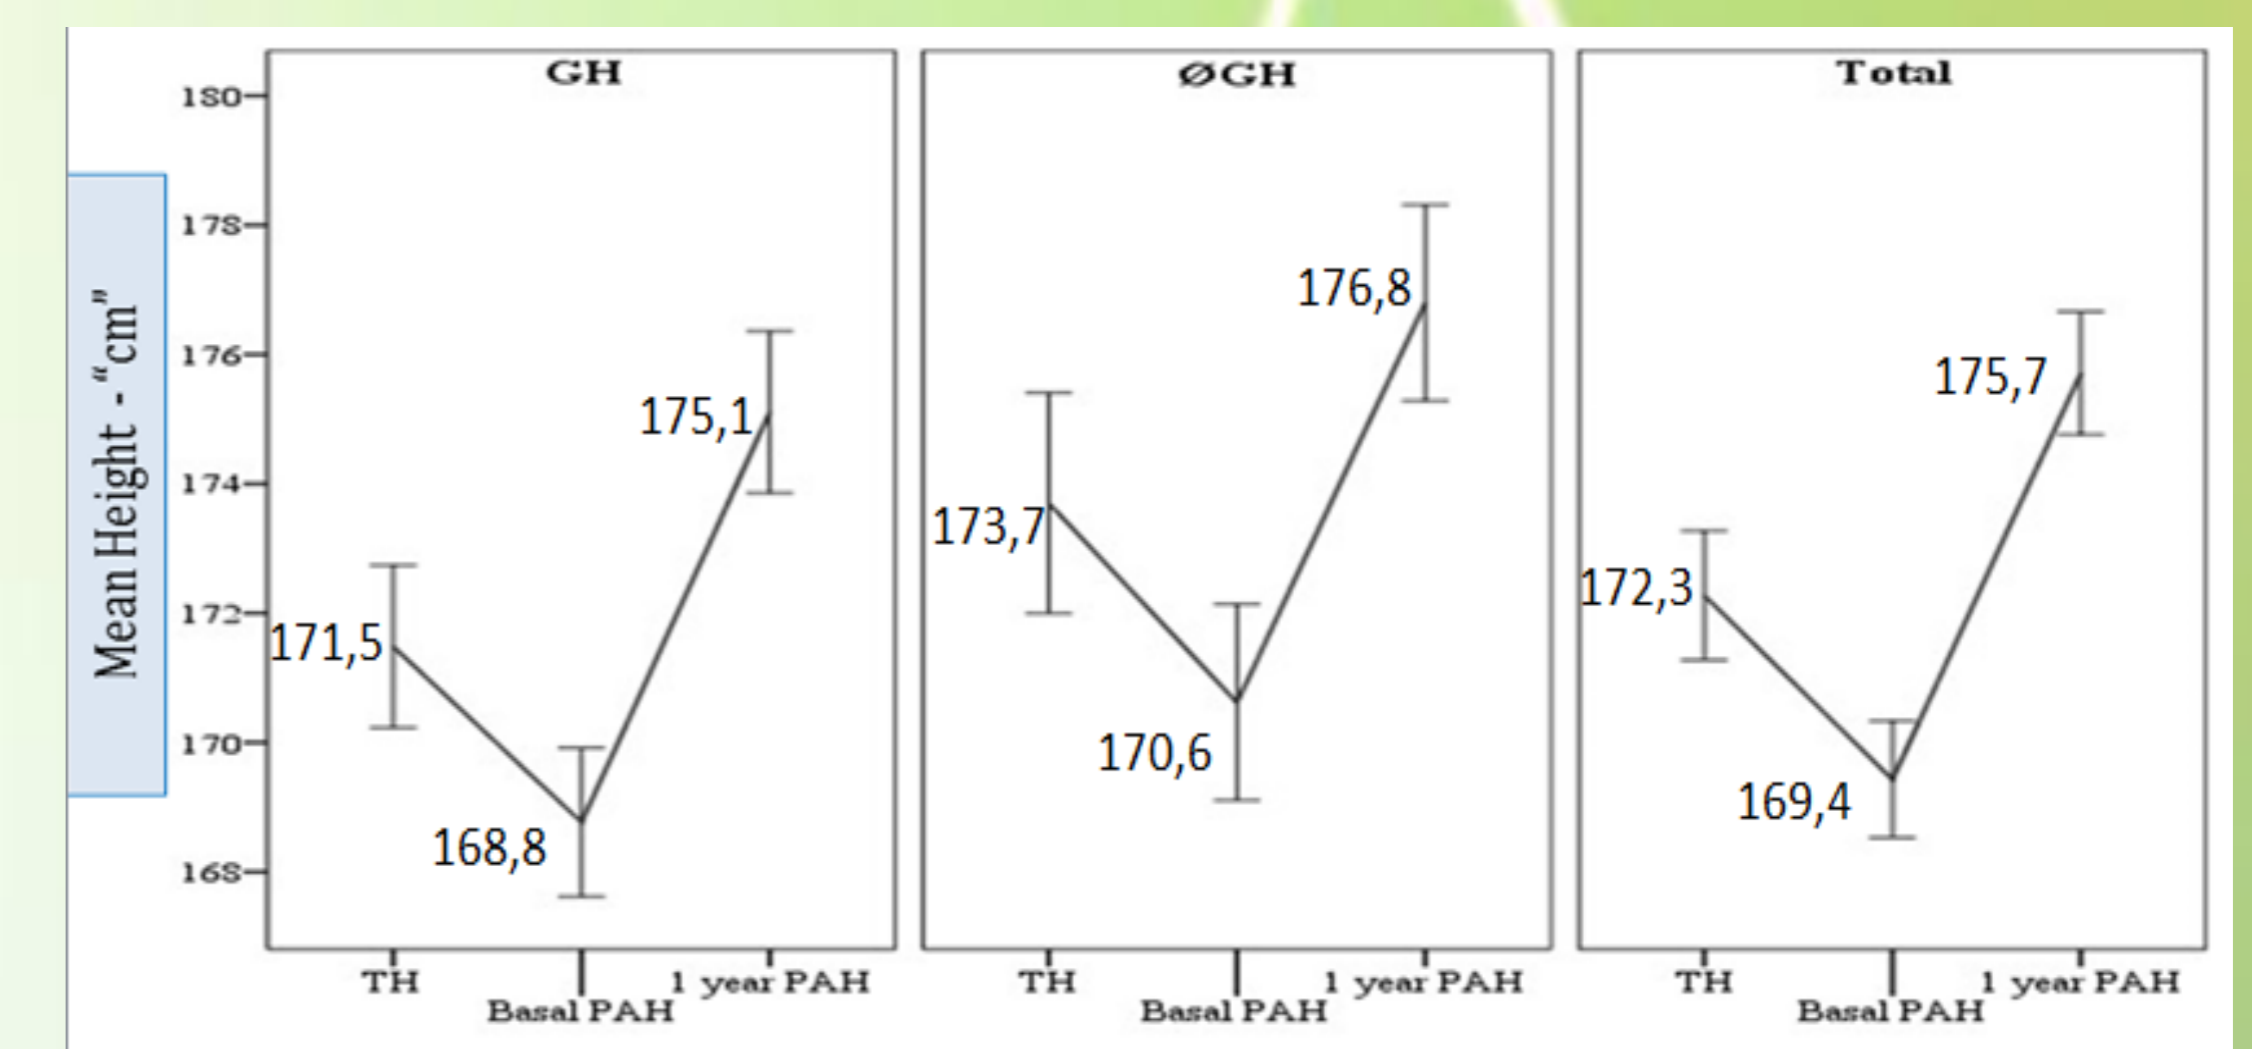 GH
ØGH
Total
Mean Height - “cm”
180
178
176
174
172
170
168
171,5
168,8
175,1
173,7
170,6
176,8
172,3
169,4
175,7
TH
Basal PAH
1 year PAH
TH
Basal PAH
1 year PAH
TH
Basal PAH
1 year PAH